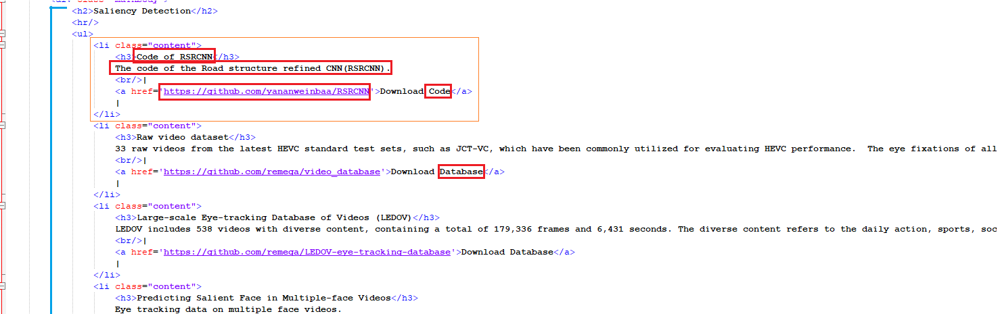 <div class="mainbody">
<h2>Saliency Detection</h2>
<hr/>
<ul>
<li class="content">
<h3>Code of RSRCNN</h3>
The code of the Road structure refined CNN(RSRCNN).
<br/>|
<a href='https://github.com/yananweinbaa/RSRCNN'>Download Code</a>
|
</li>
<li class="content">
<h3>Raw video dataset</h3>
33 raw videos from the latest HEVC standard test sets, such as JCT-VC, which have been commonly utilized for evaluating HEVC performance.  The eye fixations of all
<br/>|
<a href='https://github.com/remega/video_database'>Download Database</a>
|
</li>
<li class="content">
<h3>Large-scale Eye-tracking Database of Videos (LEDOV)</h3>
LEDOV includes 538 videos with diverse content, containing a total of 179,336 frames and 6,431 seconds. The diverse content refers to the daily action, sports, soc
<br/>|
<a href='https://github.com/remega/LEDOV-eye-tracking-database'>Download Database</a>
|
</li>
<li class="content">
<h3>Predicting Salient Face in Multiple-face Videos</h3>
Eye tracking data on multiple face videos.